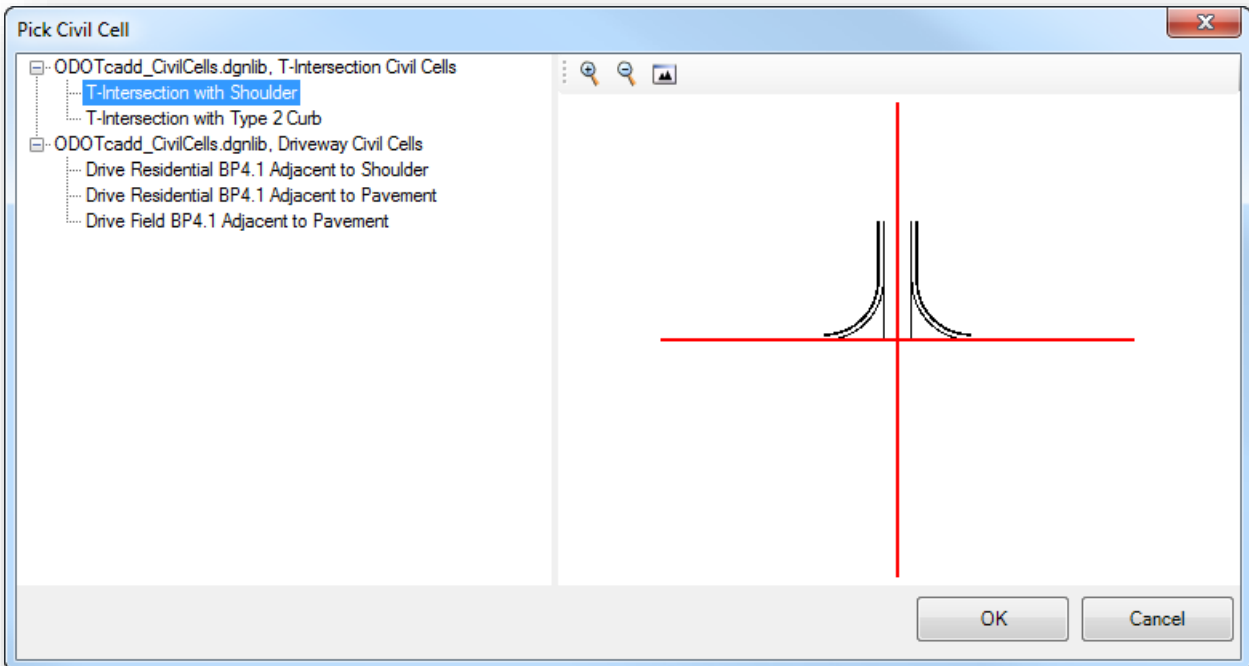 Pick Civil Cell
ODOTcadd_CivilCells.dgnlib, T-Intersection Civil Cells
T-Intersection with Shoulder
T-Intersection with Type 2 Curb
ODOTcadd_CivilCells.dgnlib, Driveway Civil Cells
Drive Residential BP4.1 Adjacent to Shoulder
Drive Residential BP4.1 Adjacent to Pavement
Drive Field BP4.1 Adjacent to Pavement
OK
Cancel